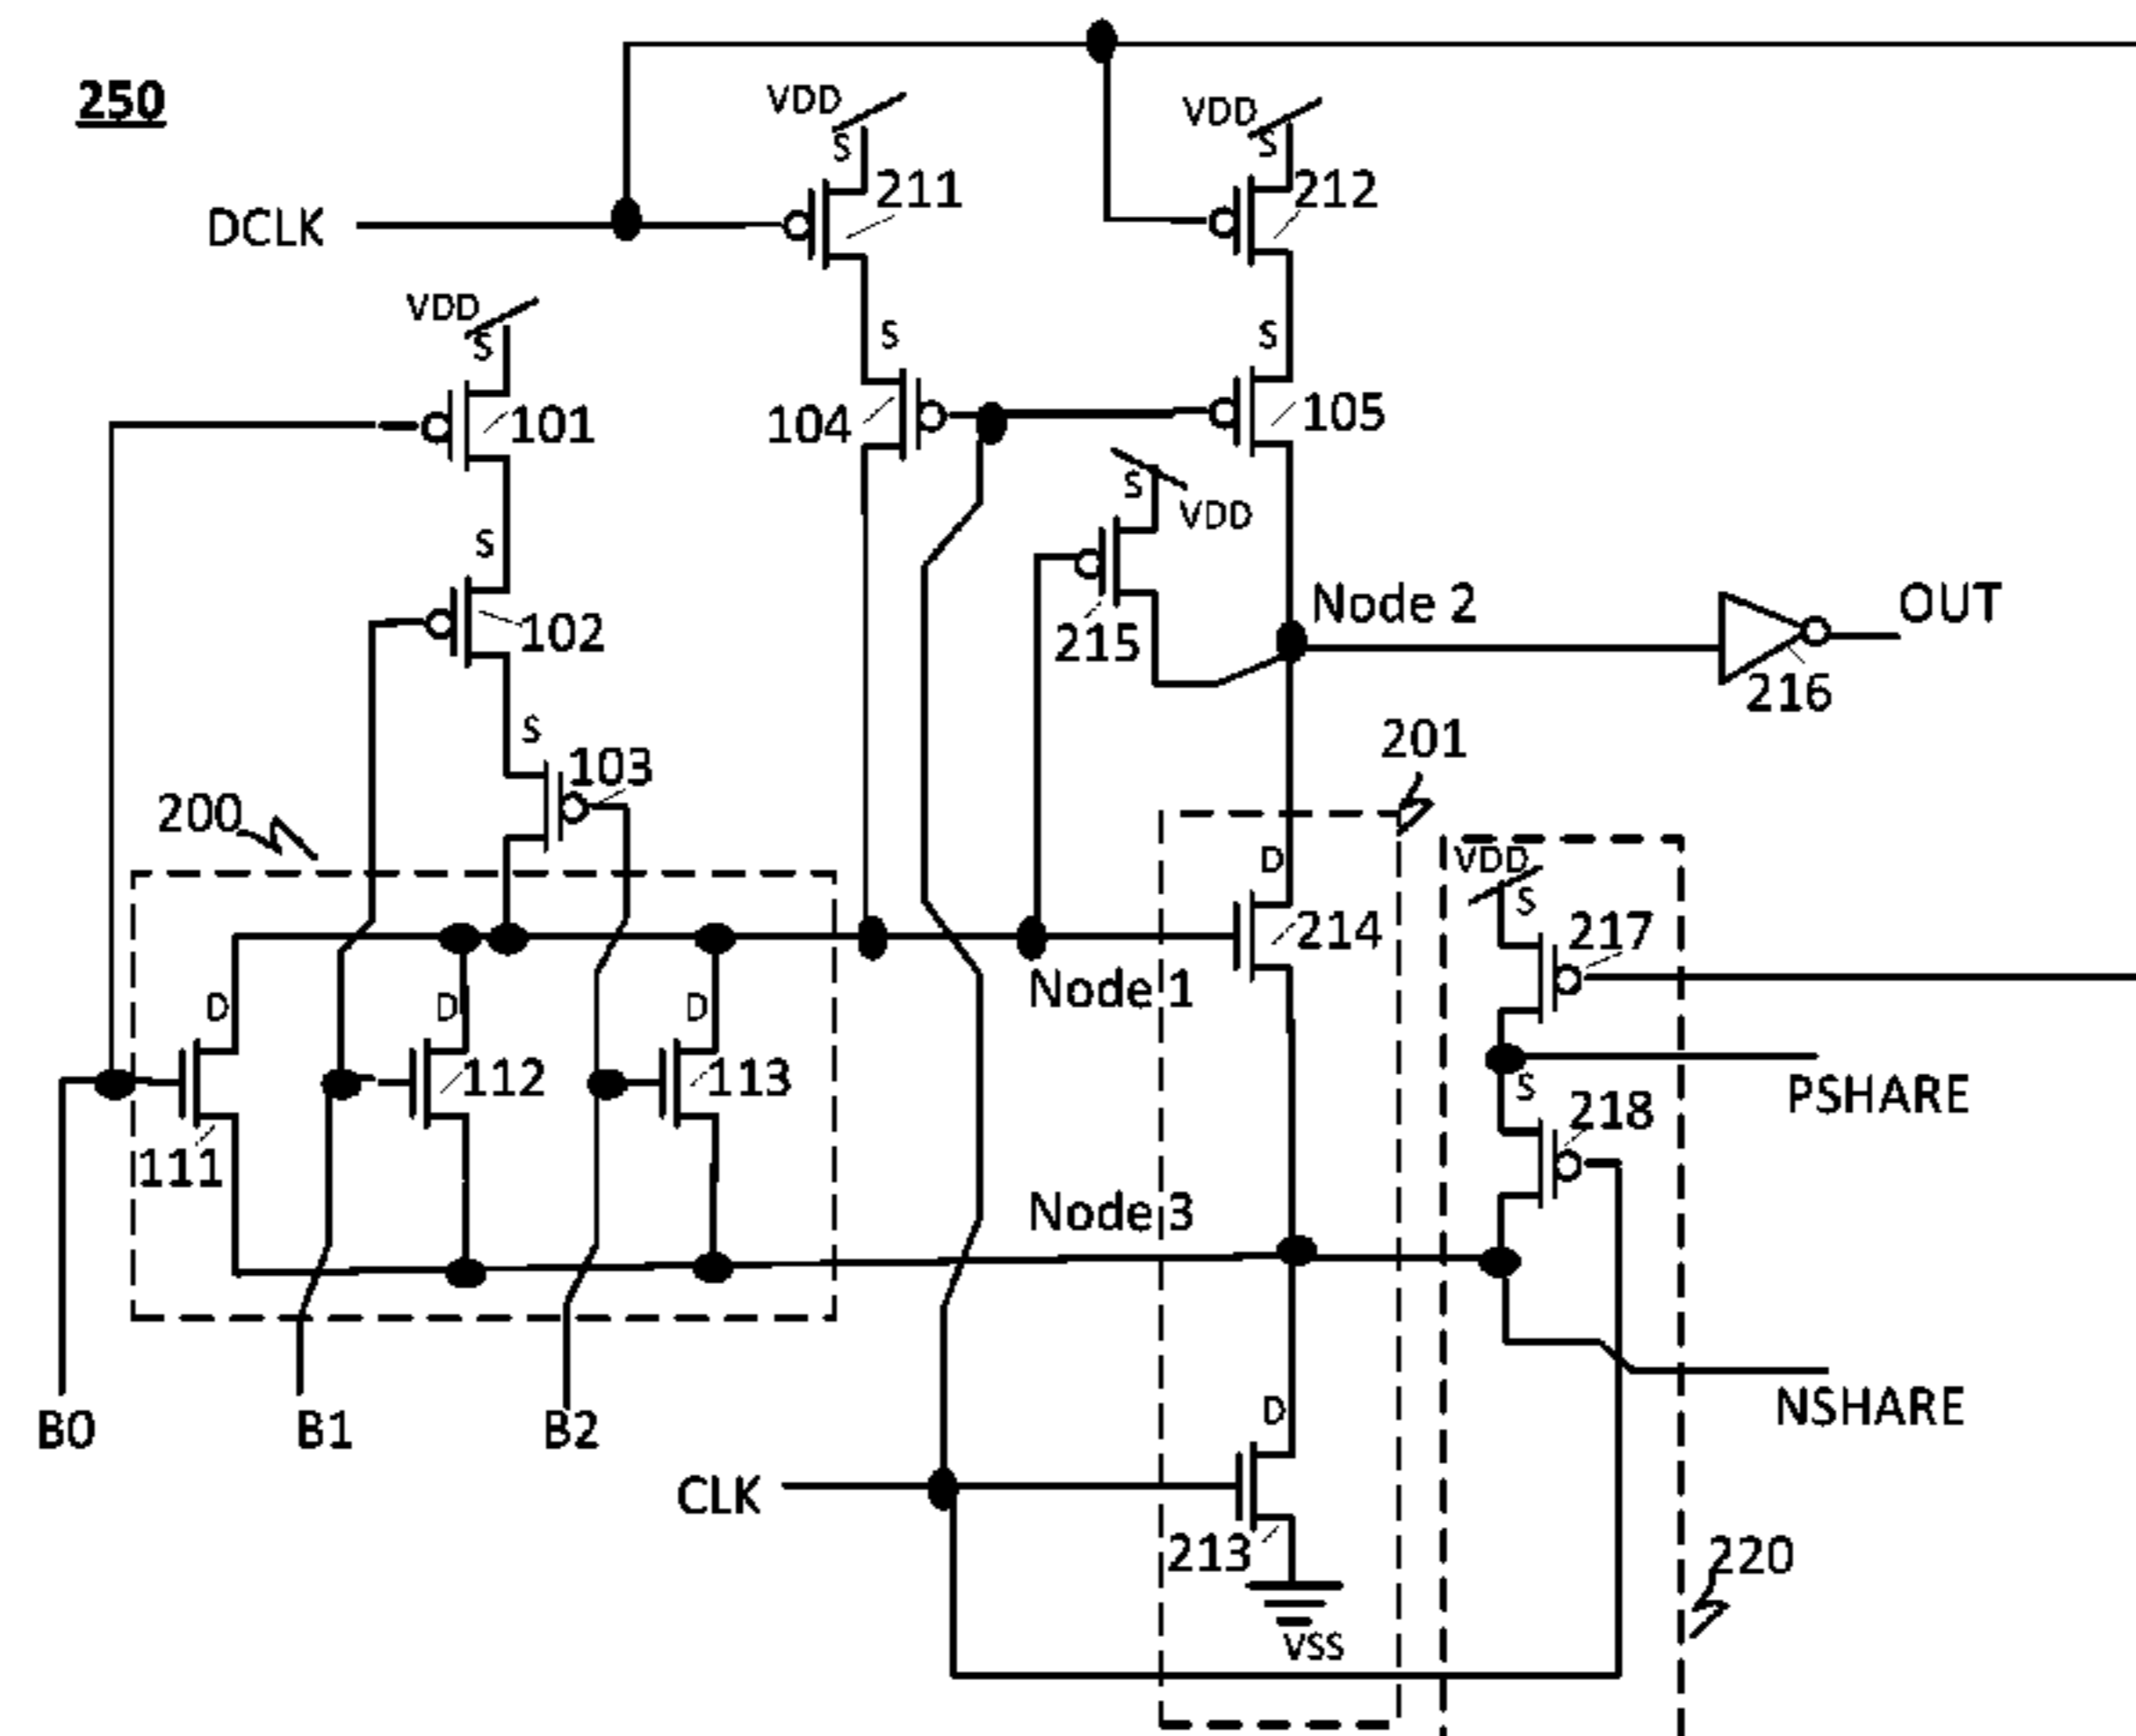 250
VDD
S
211
VDD
S
212
DCLK
VDD
S
101
S
104
S
105
S
VDD
S
102
215
Node 2
OUT
216
S
103
200
201
D
214
VDD
S
217
Node 1
D
D
D
111
112
113
PSHARE
S
218
Node 3
NSHARE
B0
B1
B2
D
CLK
213
VSS
220